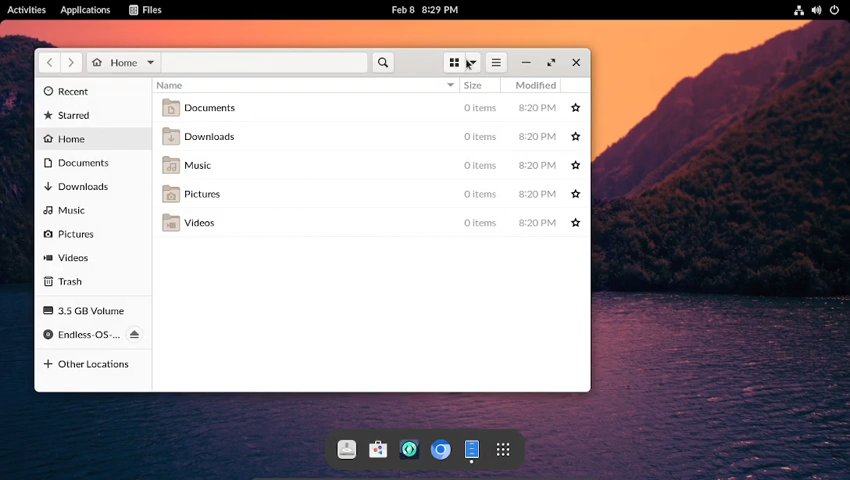 Activities Applications Files Feb 8 8:29 PM
Home
Name Size Modified
Recent
Starred
Home
Documents
Downloads
Music
Pictures
Videos
Trash
3.5 GB Volume
Endless-OS-...
Other Locations
Documents 0 items 8:20 PM
Downloads 0 items 8:20 PM
Music 0 items 8:20 PM
Pictures 0 items 8:20 PM
Videos 0 items 8:20 PM